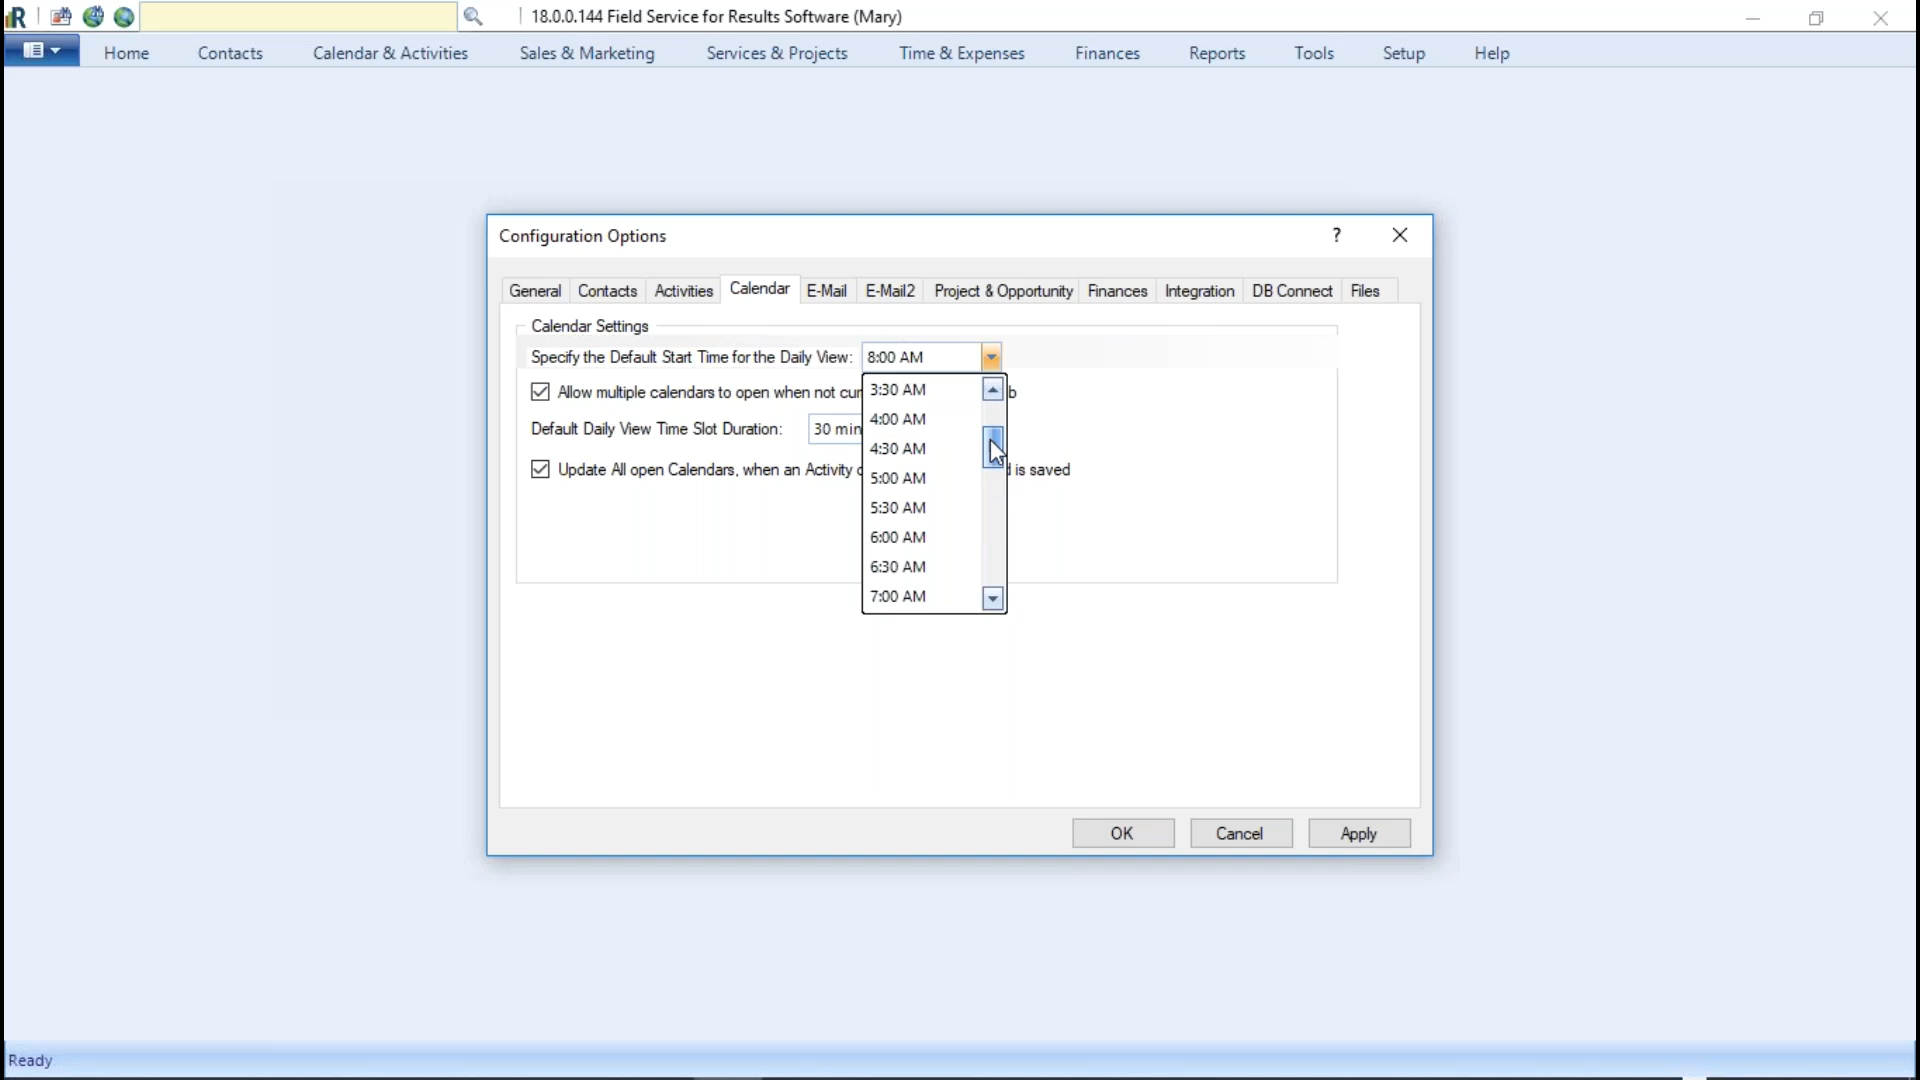 18.0.0.144 Field Service for Results Software (Mary)
Home Contacts Calendar & Activities Sales & Marketing Services & Projects Time & Expenses Finances Reports Tools Setup Help
Configuration Options ?
General Contacts Activities Calendar E-Mail E-Mail2 Project & Opportunity Finances Integration DB Connect Files
Calendar Settings
Specify the Default Start Time for the Daily View: 8:00 AM
3:30 AM
Allow multiple calendars to open when not cur b
4:00 AM
Default Daily View Time Slot Duration: 30 min
4:30 AM
Update All open Calendars, when an Activity is saved
5:00 AM
5:30 AM
6:00 AM
6:30 AM
7:00 AM
OK Cancel Apply
Ready